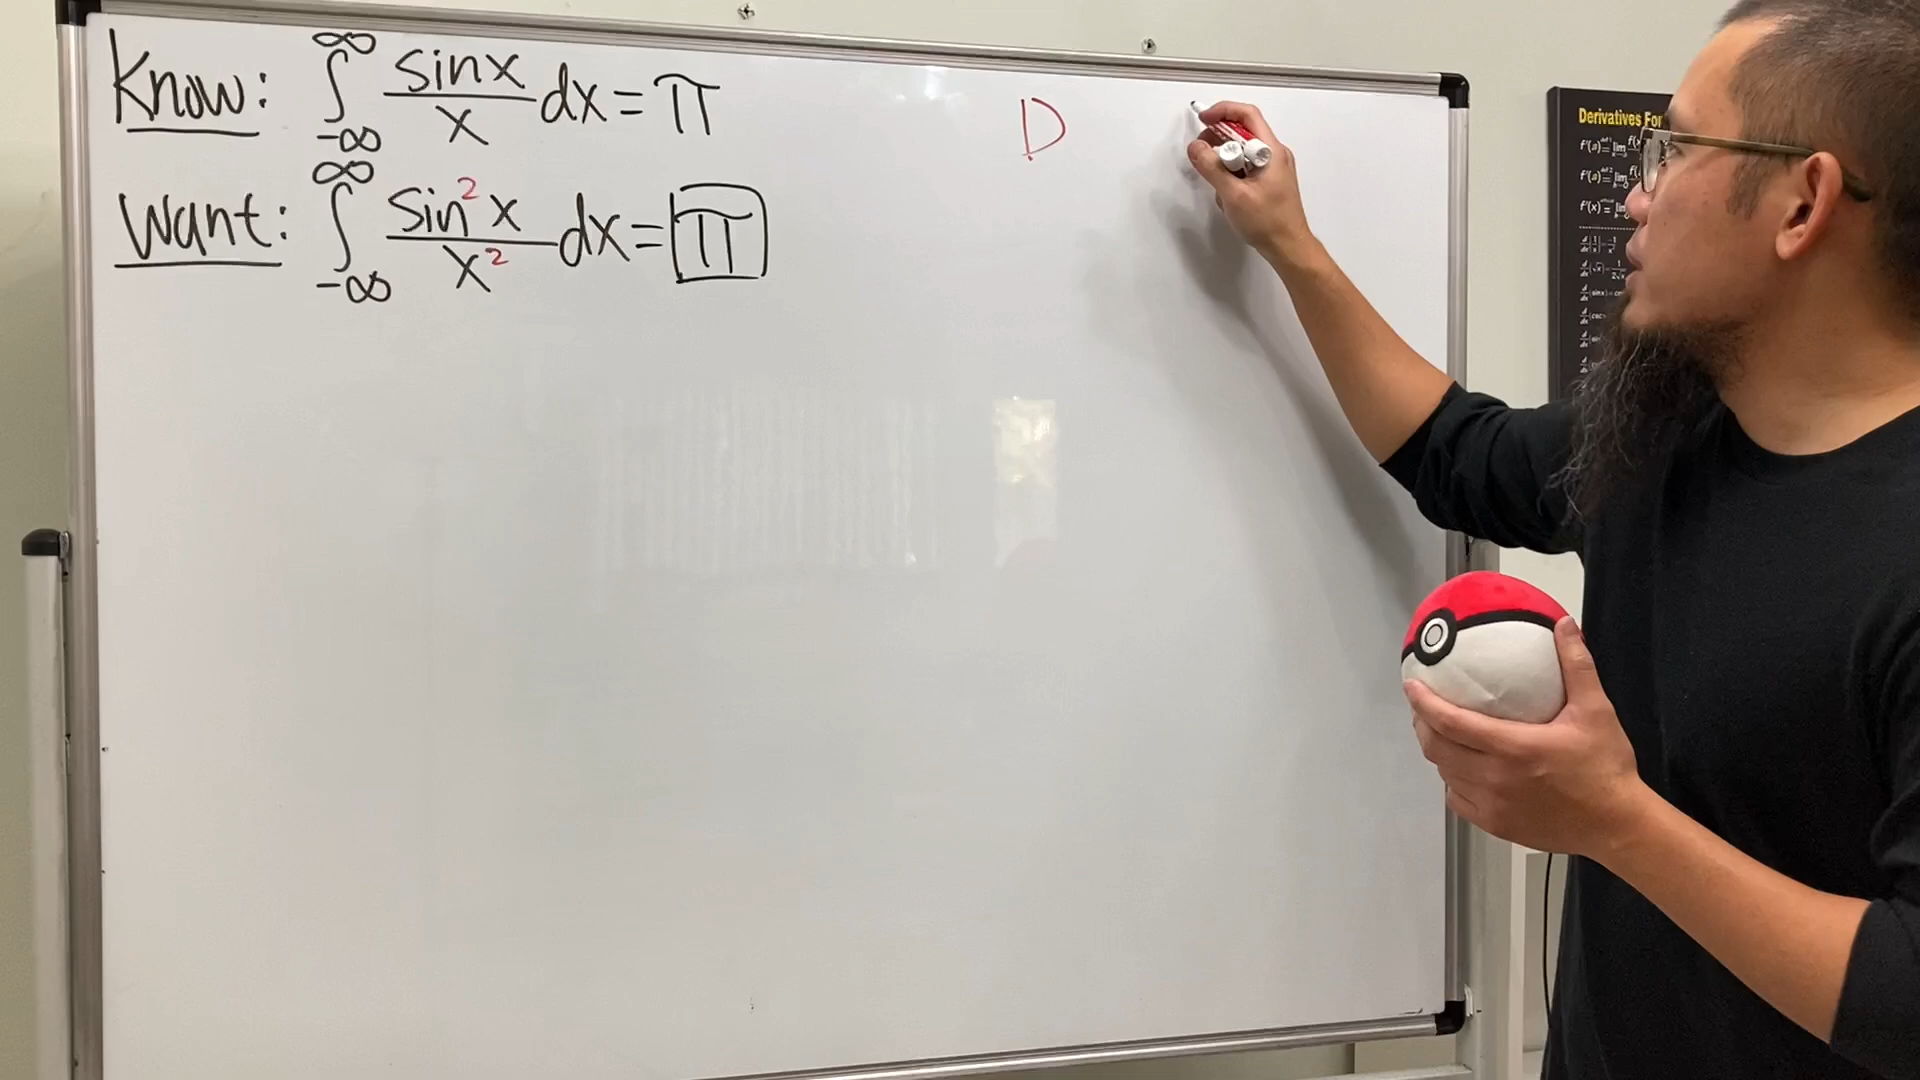 Know: ∫_{-∞}^{∞} sinx/x dx = π
Want: ∫_{-∞}^{∞} sin²x/x² dx = π
D
Derivatives For